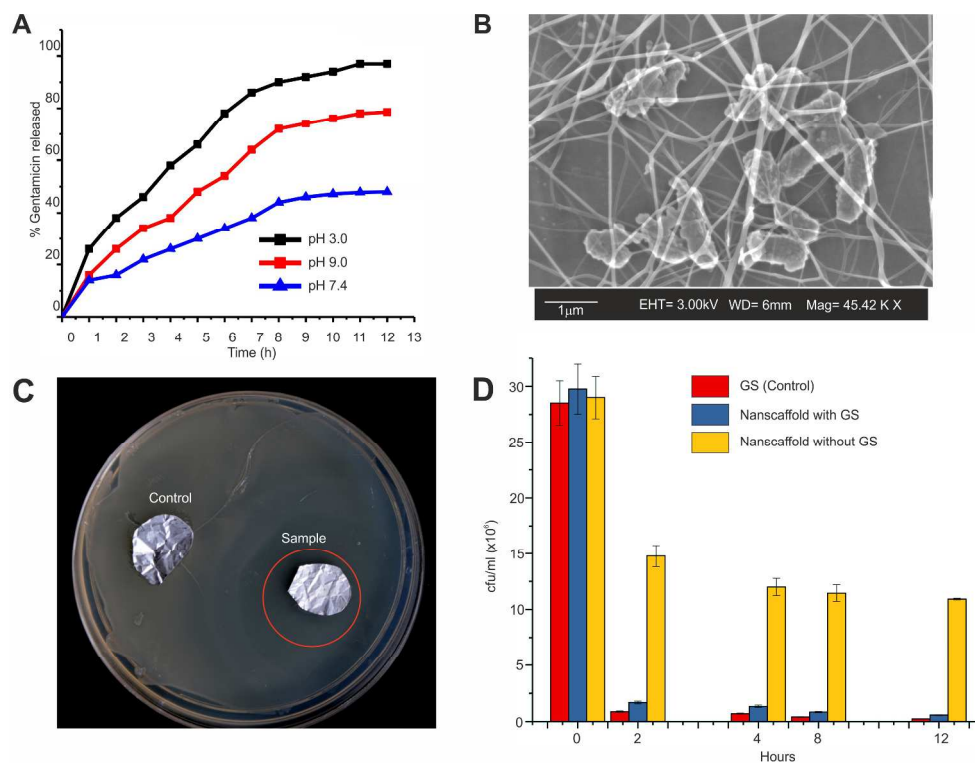 A
100
80
60
40
20
0
% Gentamicin released
pH 3.0
pH 9.0
pH 7.4
0 1 2 3 4 5 6 7 8 9 10 11 12 13
Time (h)
B
1μm EHT= 3.00kV WD= 6mm Mag= 45.42 K X
C
Control
Sample
D
30
25
20
15
10
5
0
cfu/ml (x10⁶)
GS (Control)
Nanscaffold with GS
Nanscaffold without GS
0 2 4 8 12
Hours